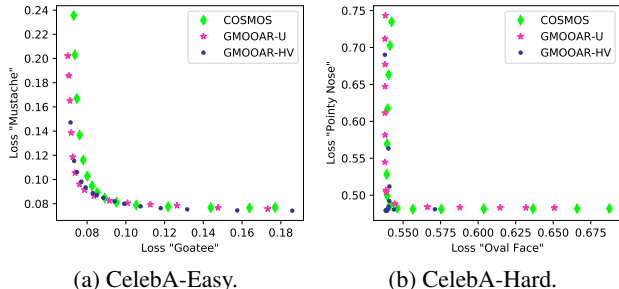 0.24
0.22
0.20
0.18
0.16
0.14
0.12
0.10
0.08
Loss "Mustache"
COSMOS
GMOOAR-U
GMOOAR-HV
0.08 0.10 0.12 0.14 0.16 0.18
Loss "Goatee"
(a) CelebA-Easy.
0.75
0.70
0.65
0.60
0.55
0.50
Loss "Pointy Nose"
COSMOS
GMOOAR-U
GMOOAR-HV
0.550 0.575 0.600 0.625 0.650 0.675
Loss "Oval Face"
(b) CelebA-Hard.